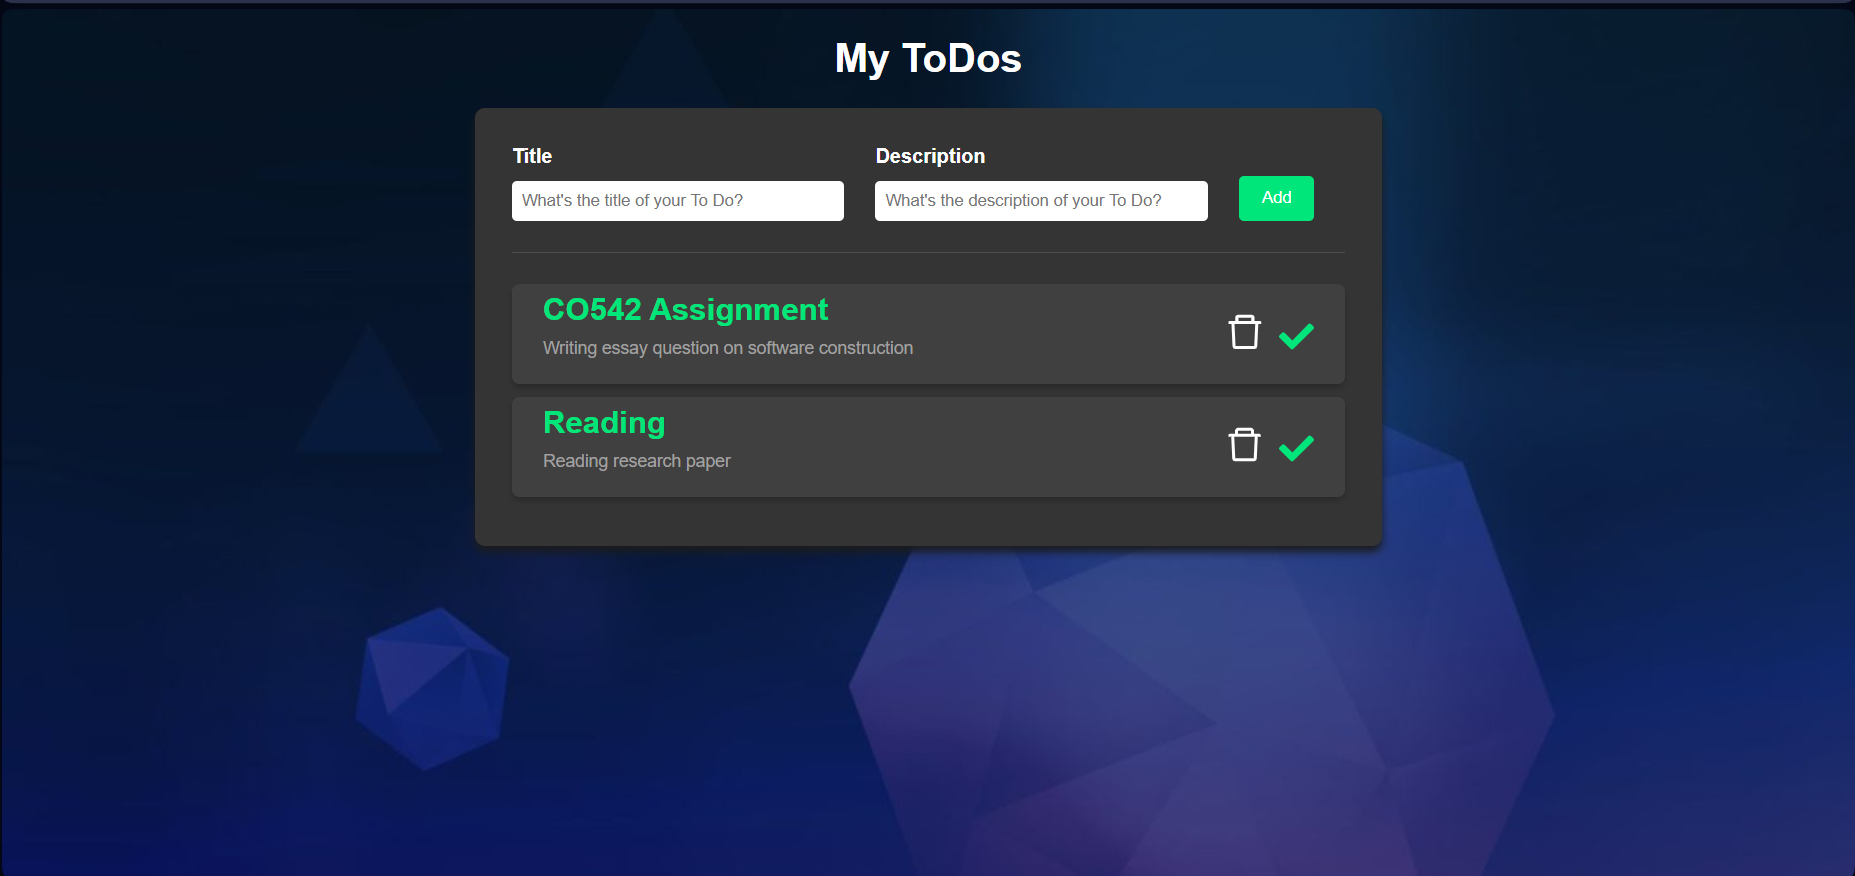 My ToDos
Title
Description
What's the title of your To Do?
What's the description of your To Do?
Add
CO542 Assignment
Writing essay question on software construction
Reading
Reading research paper